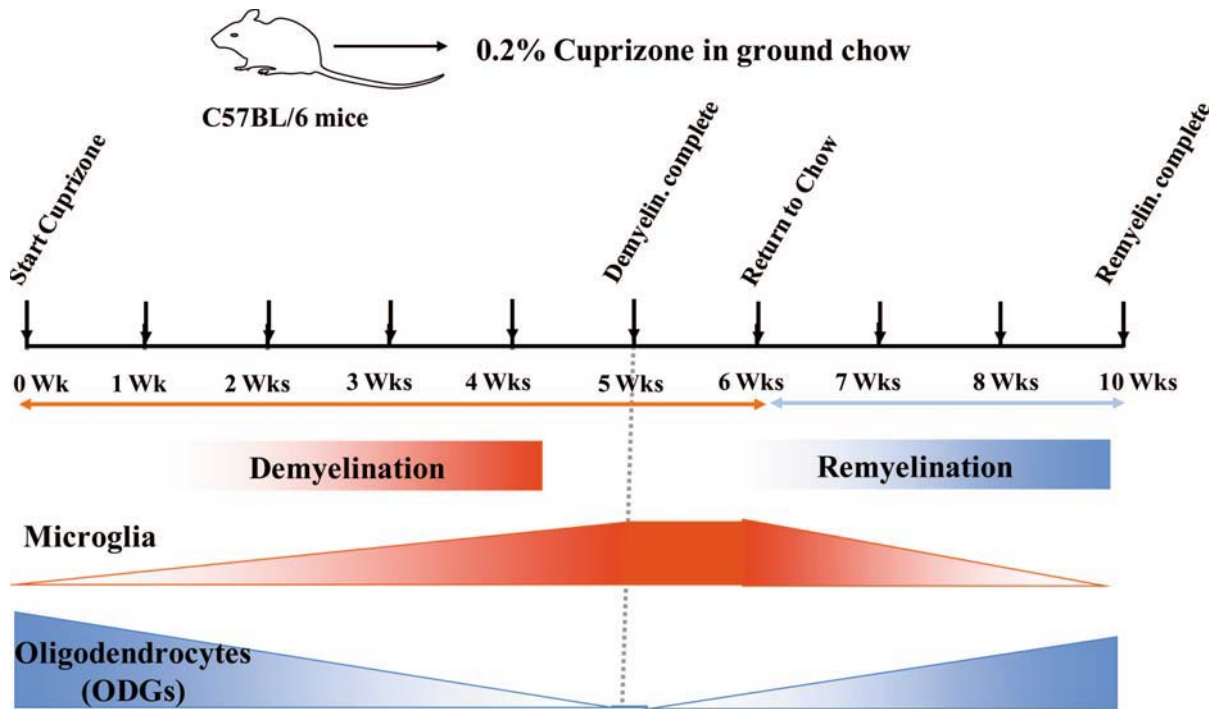 0.2% Cuprizone in ground chow
C57BL/6 mice
Start Cuprizone
Demyelin. complete
Return to Chow
Remyelin. complete
0 Wk 1 Wk 2 Wks 3 Wks 4 Wks 5 Wks 6 Wks 7 Wks 8 Wks 10 Wks
Demyelination Remyelination
Microglia
Oligodendrocytes
(ODGs)